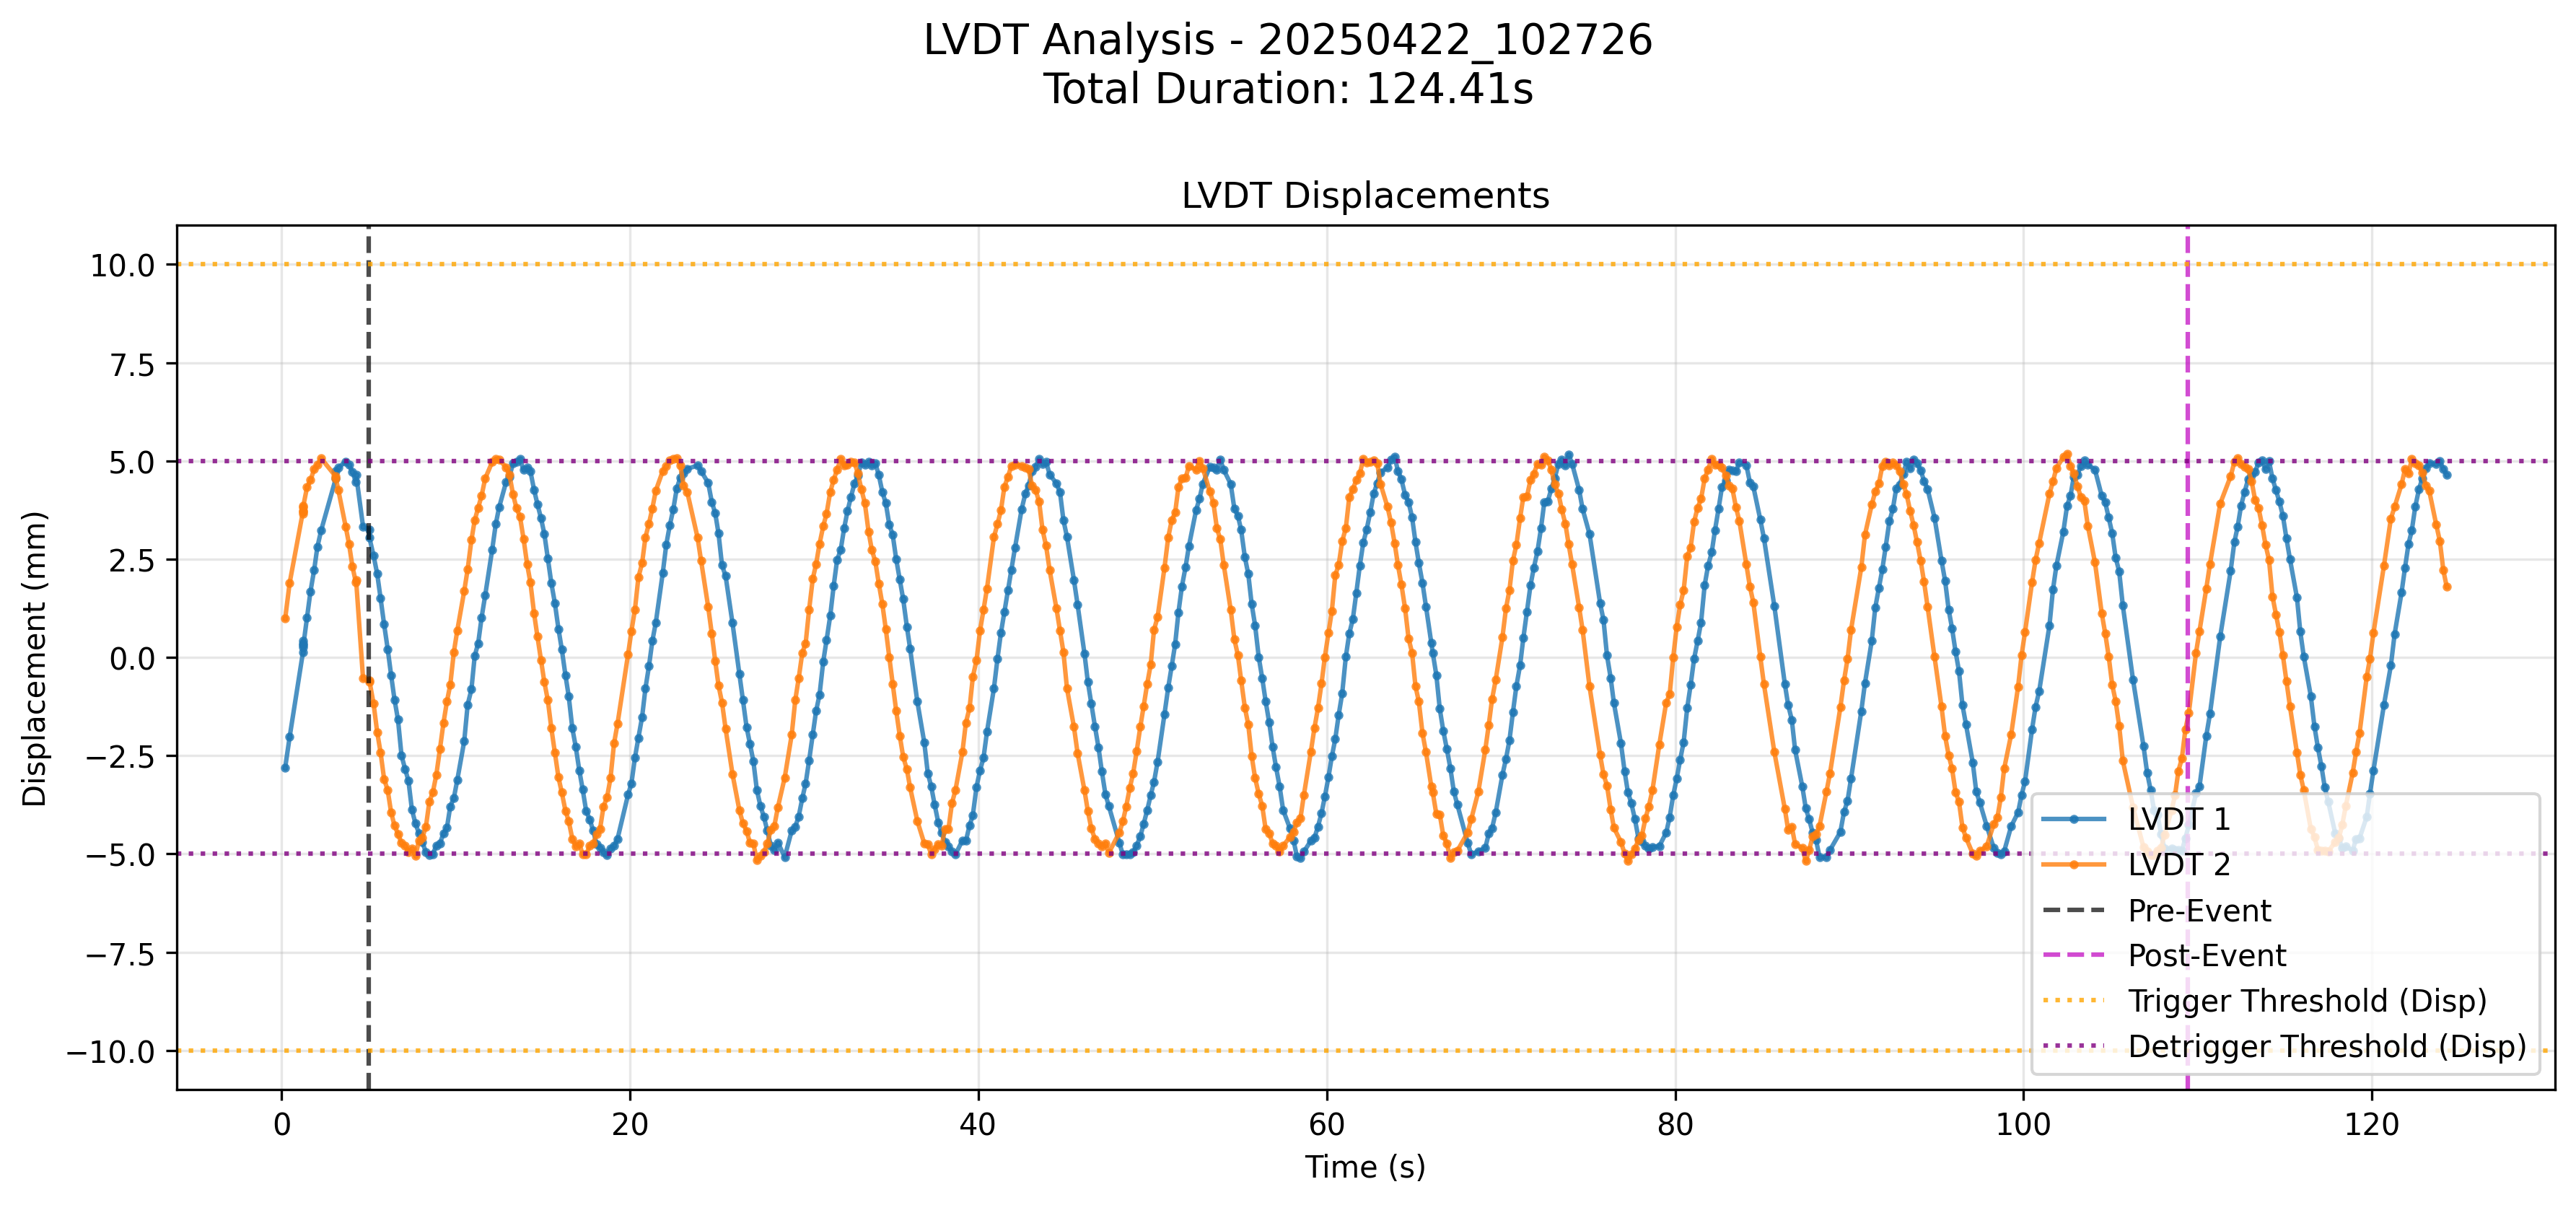 LVDT Analysis - 20250422_102726
Total Duration: 124.41s
LVDT Displacements
Displacement (mm)
10.0
7.5
5.0
2.5
0.0
−2.5
−5.0
−7.5
−10.0
LVDT 1
LVDT 2
Pre-Event
Post-Event
Trigger Threshold (Disp)
Detrigger Threshold (Disp)
0
20
40
60
80
100
120
Time (s)